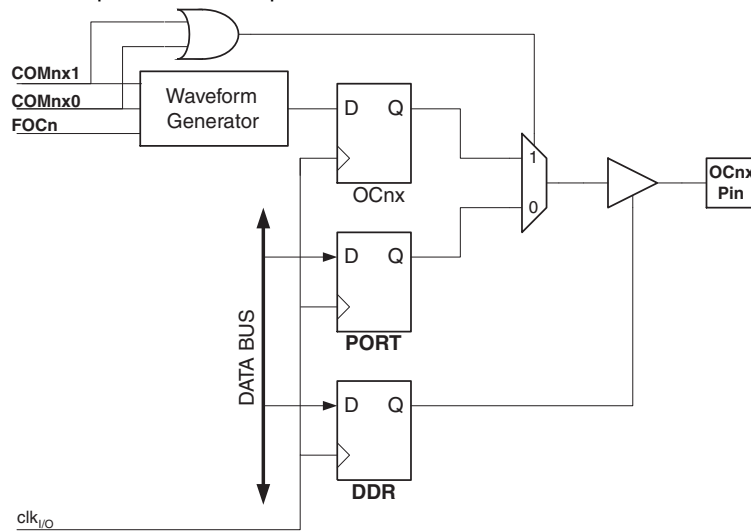 COMnx1
COMnx0
FOCn
Waveform
Generator
D Q
OCnx
1
0
OCnx
Pin
D Q
PORT
DATA BUS
D Q
DDR
clkI/O